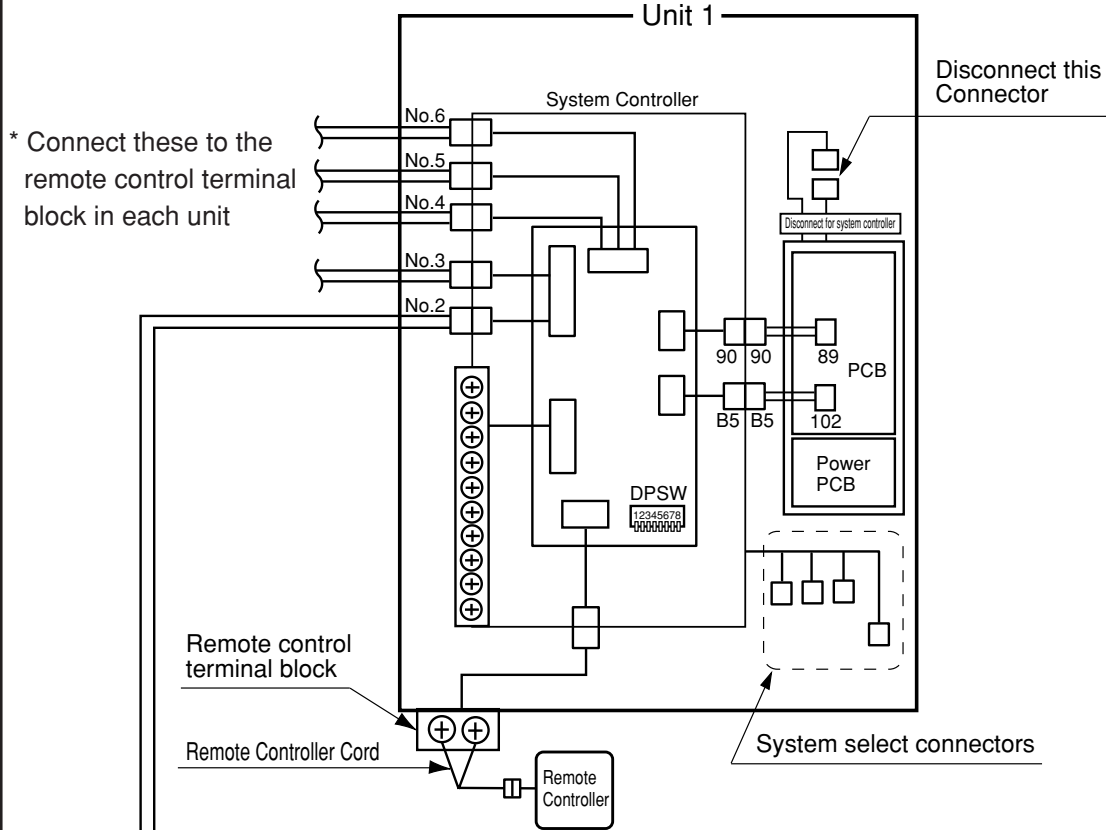 Unit 1
Disconnect this
Connector
System Controller
* Connect these to the
remote control terminal
block in each unit
No.6
No.5
No.4
No.3
No.2
Disconnect for system controller
90 90 89
PCB
B5 B5 102
Power
PCB
DPSW
12345678
Remote control
terminal block
Remote Controller Cord
Remote
Controller
System select connectors